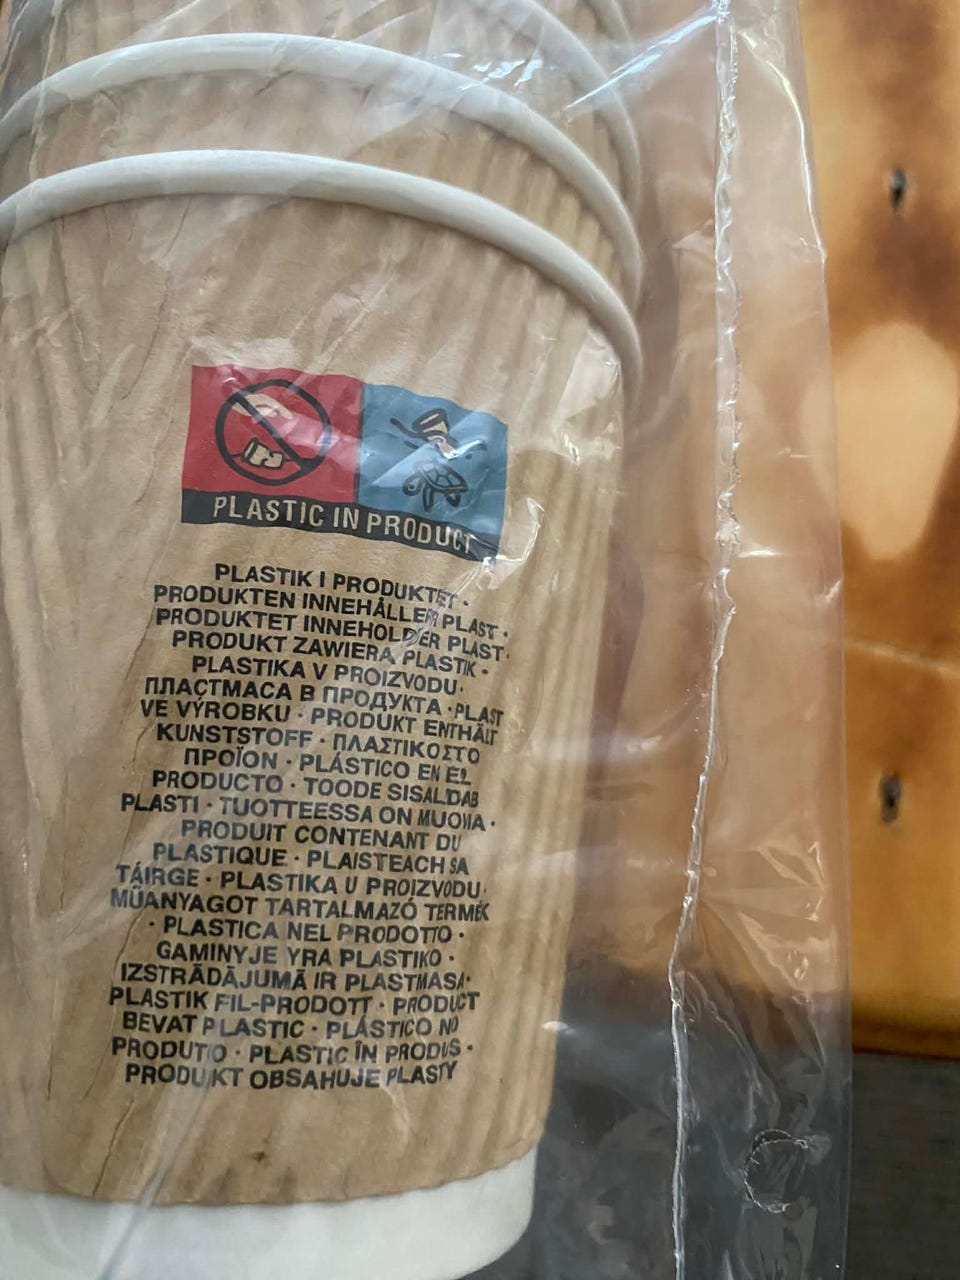 PLASTIC IN PRODUCT
PLASTIK I PRODUKTET ·
PRODUKTEN INNEHÅLLER PLAST ·
PRODUKTET INNEHOLDER PLAST ·
PRODUKT ZAWIERA PLASTIK ·
PLASTIKA V PROIZVODU ·
ПЛАСТМАСА В ПРОДУКТА · PLAST
VE VÝROBKU · PRODUKT ENTHÄLT
KUNSTSTOFF · ΠΛΑΣΤΙΚΟ ΣΤΟ
ΠΡΟΪΟΝ · PLÁSTICO EN EL
PRODUCTO · TOODE SISALDAB
PLASTI · TUOTTEESSA ON MUOVIA ·
PRODUIT CONTENANT DU
PLASTIQUE · PLAISTEACH SA
TÁIRGE · PLASTIKA U PROIZVODU ·
MŰANYAGOT TARTALMAZÓ TERMÉK
· PLASTICA NEL PRODOTTO ·
GAMINYJE YRA PLASTIKO ·
IZSTRĀDĀJUMĀ IR PLASTMASA ·
PLASTIK FIL-PRODOTT · PRODUCT
BEVAT PLASTIC · PLÁSTICO NO
PRODUTO · PLASTIC ÎN PRODUS ·
PRODUKT OBSAHUJE PLASTY